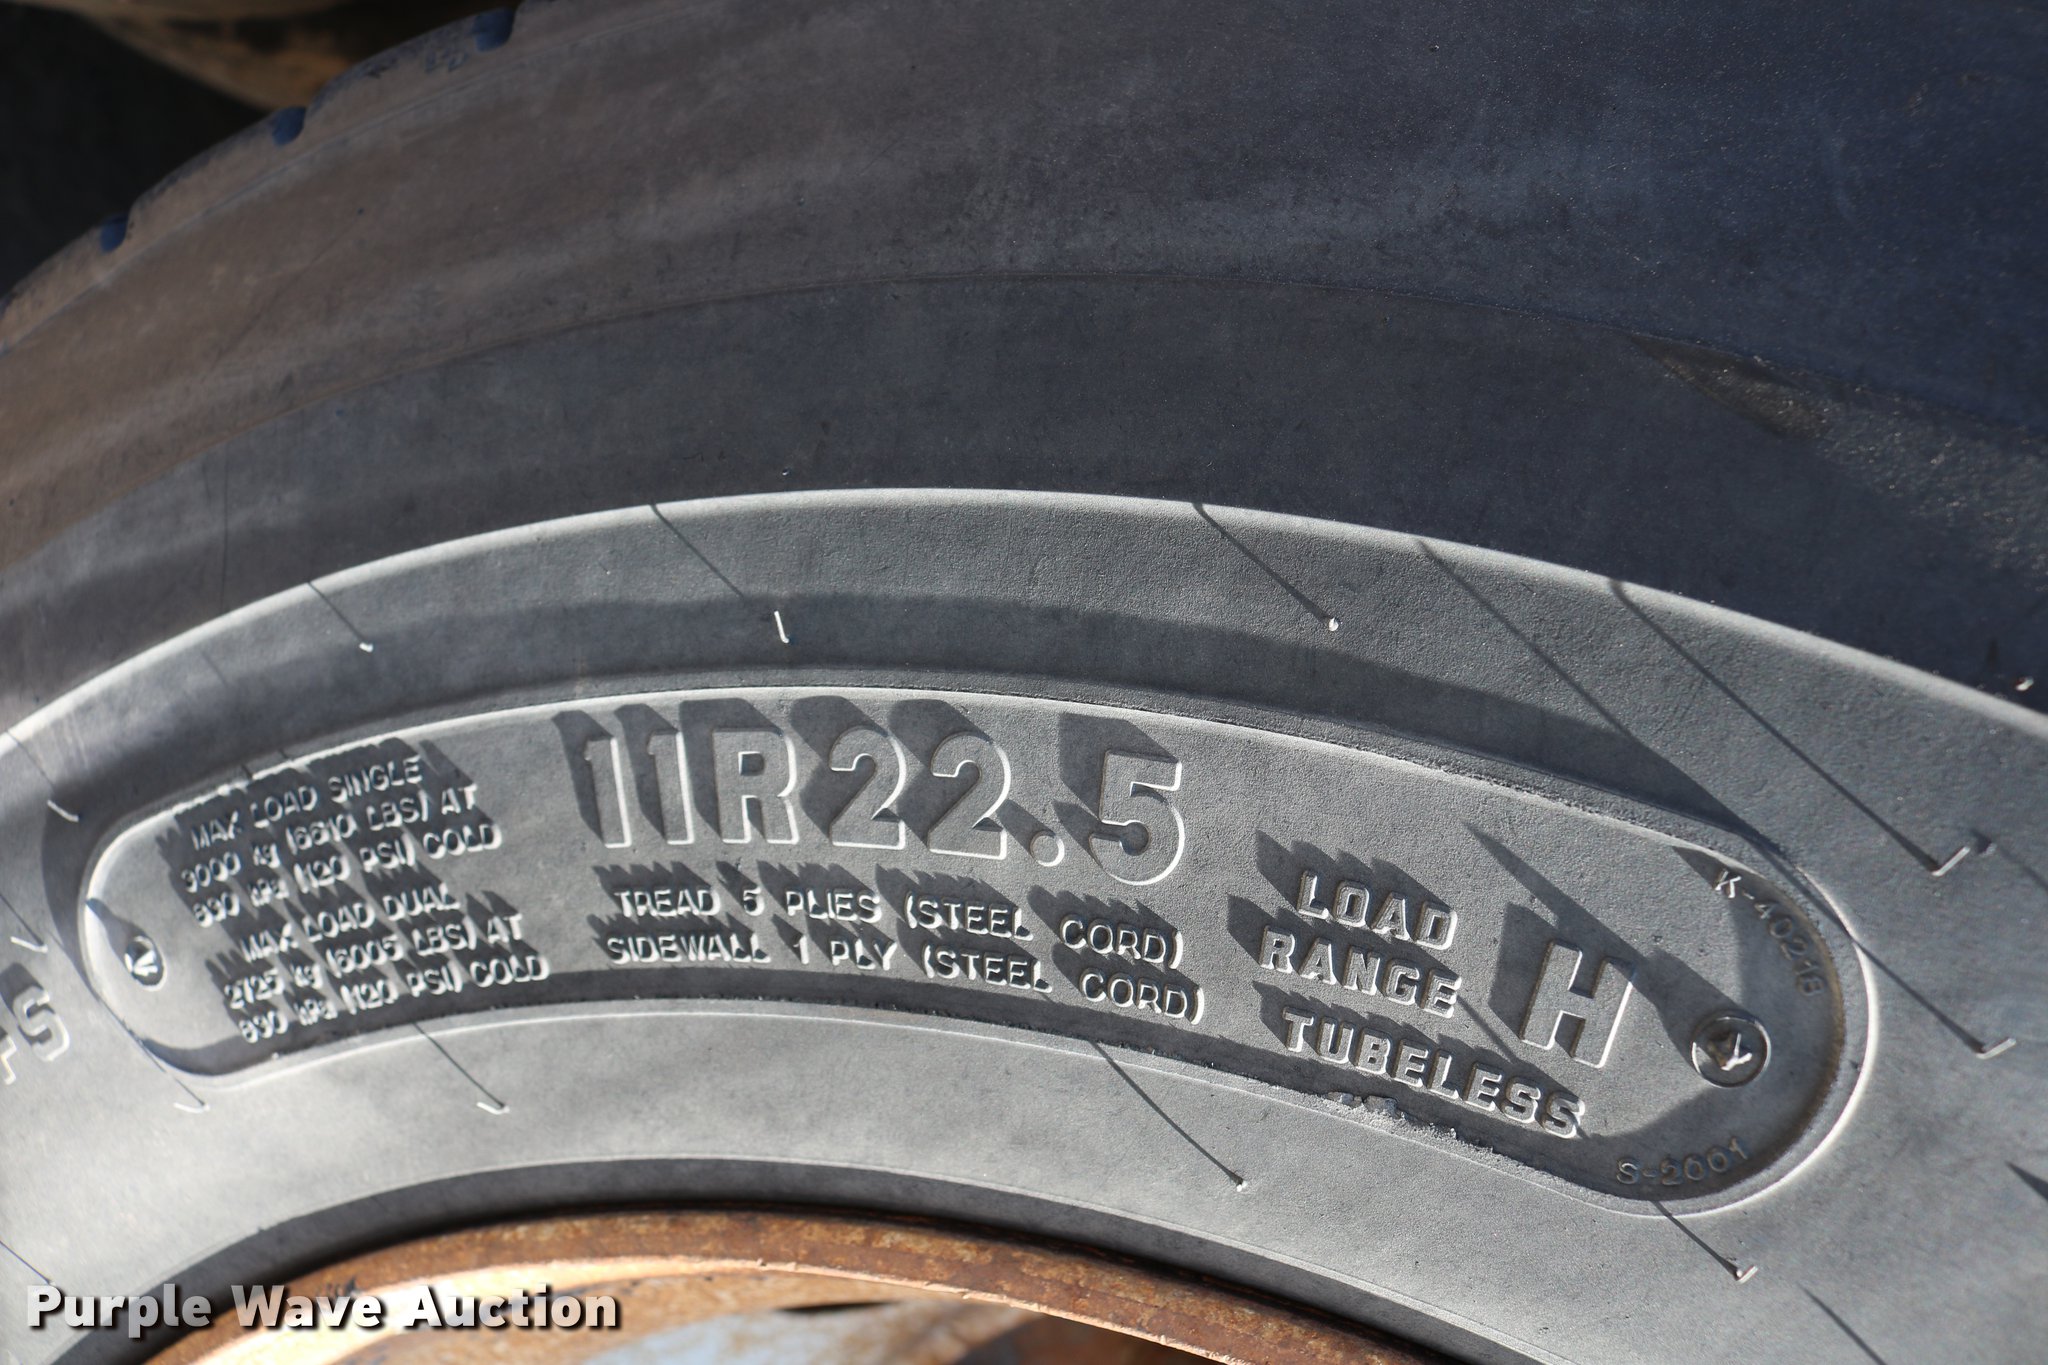 MAX LOAD SINGLE
3000 kg (6610 LBS) AT
830 kPa (120 PSI) COLD
MAX LOAD DUAL
2725 kg (6005 LBS) AT
830 kPa (120 PSI) COLD
11R22.5
TREAD 5 PLIES (STEEL CORD)
SIDEWALL 1 PLY (STEEL CORD)
LOAD
RANGE H
TUBELESS
K-40218
S-2001
Purple Wave Auction